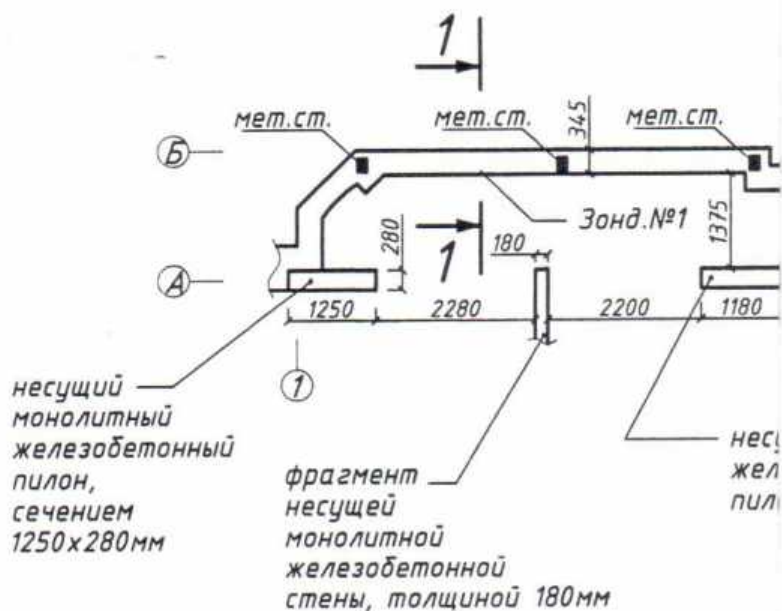 1
мет.ст.
мет.ст.
мет.ст.
345
Б
Зонд.№1
1375
1
180
280
А
1250
2280
2200
1180
1
несущий
монолитный
железобетонный
пилон,
сечением
1250х280мм
фрагмент
несущей
монолитной
железобетонной
стены, толщиной 180мм